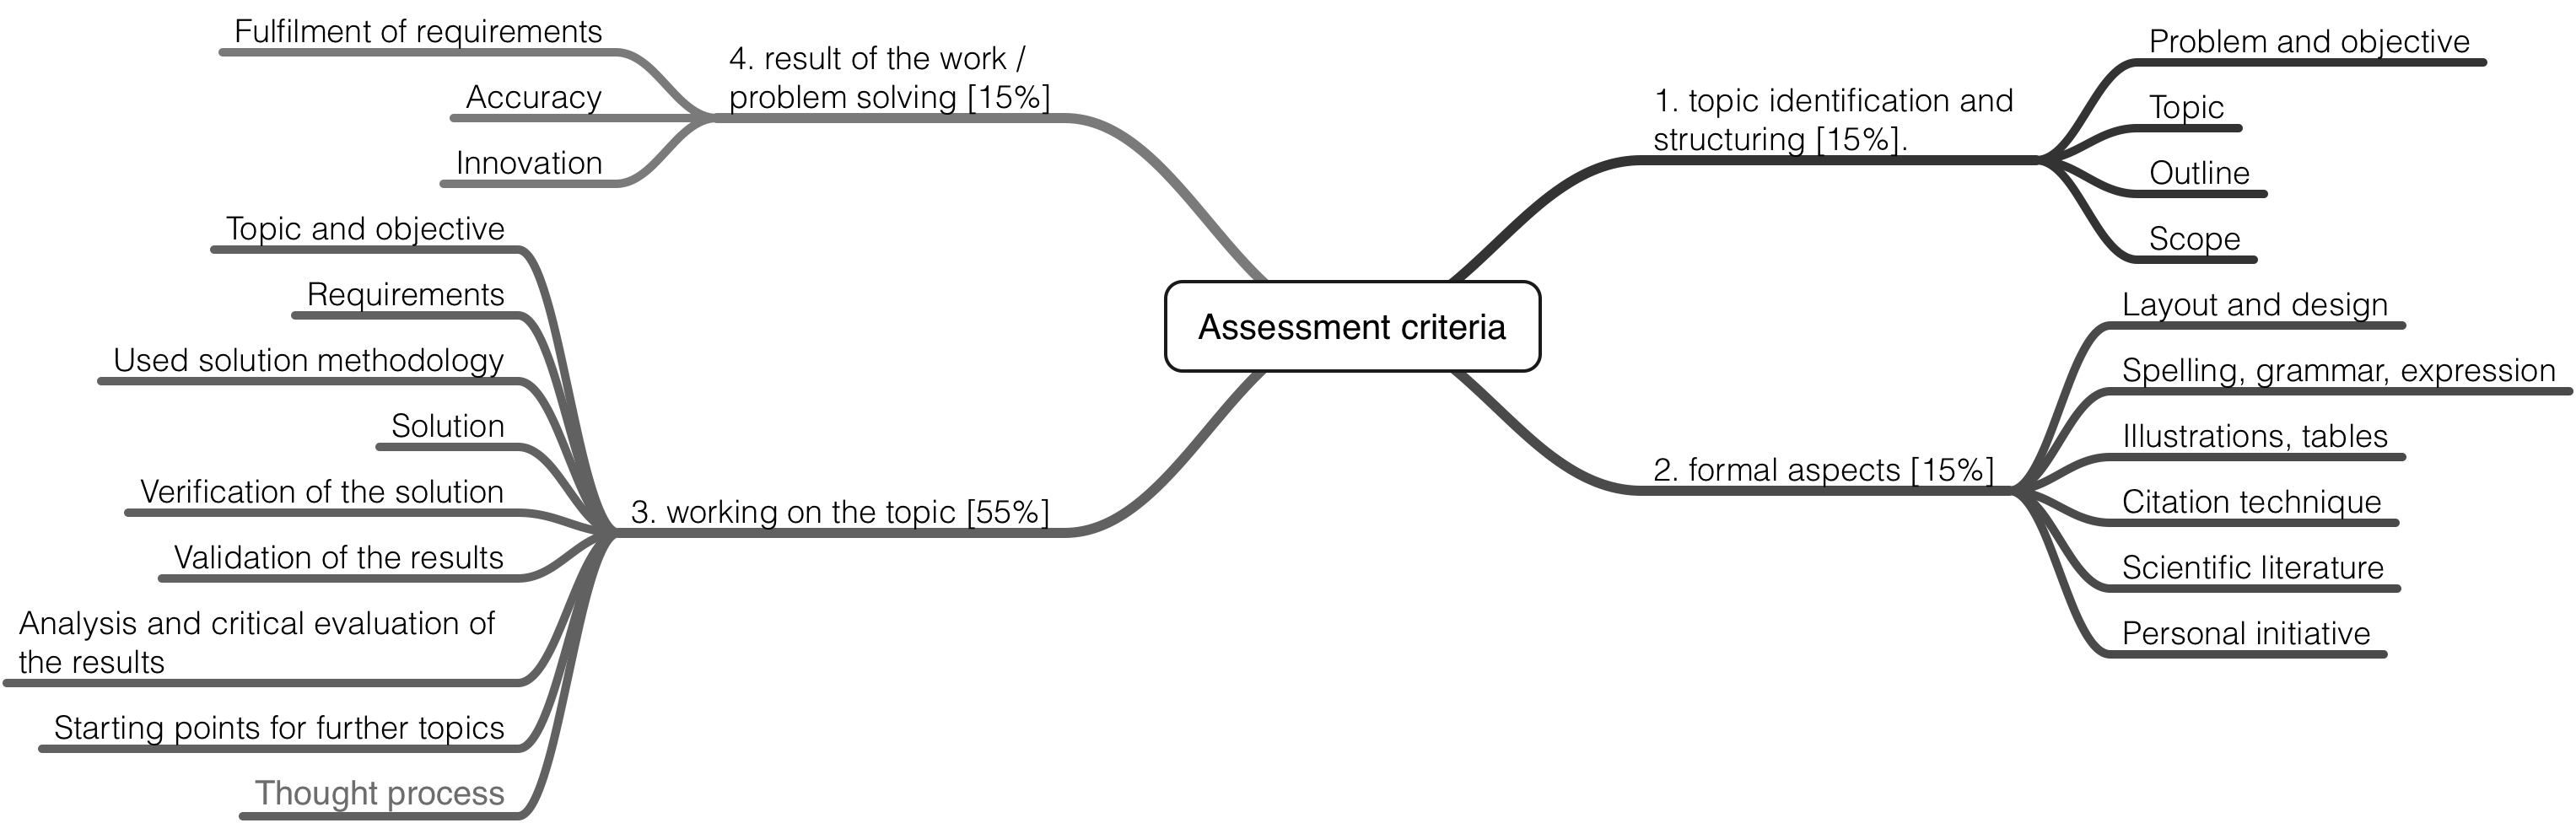 Assessment criteria
1. topic identification and
structuring [15%].
Problem and objective
Topic
Outline
Scope
2. formal aspects [15%]
Layout and design
Spelling, grammar, expression
Illustrations, tables
Citation technique
Scientific literature
Personal initiative
3. working on the topic [55%]
Topic and objective
Requirements
Used solution methodology
Solution
Verification of the solution
Validation of the results
Analysis and critical evaluation of
the results
Starting points for further topics
Thought process
4. result of the work /
problem solving [15%]
Fulfilment of requirements
Accuracy
Innovation